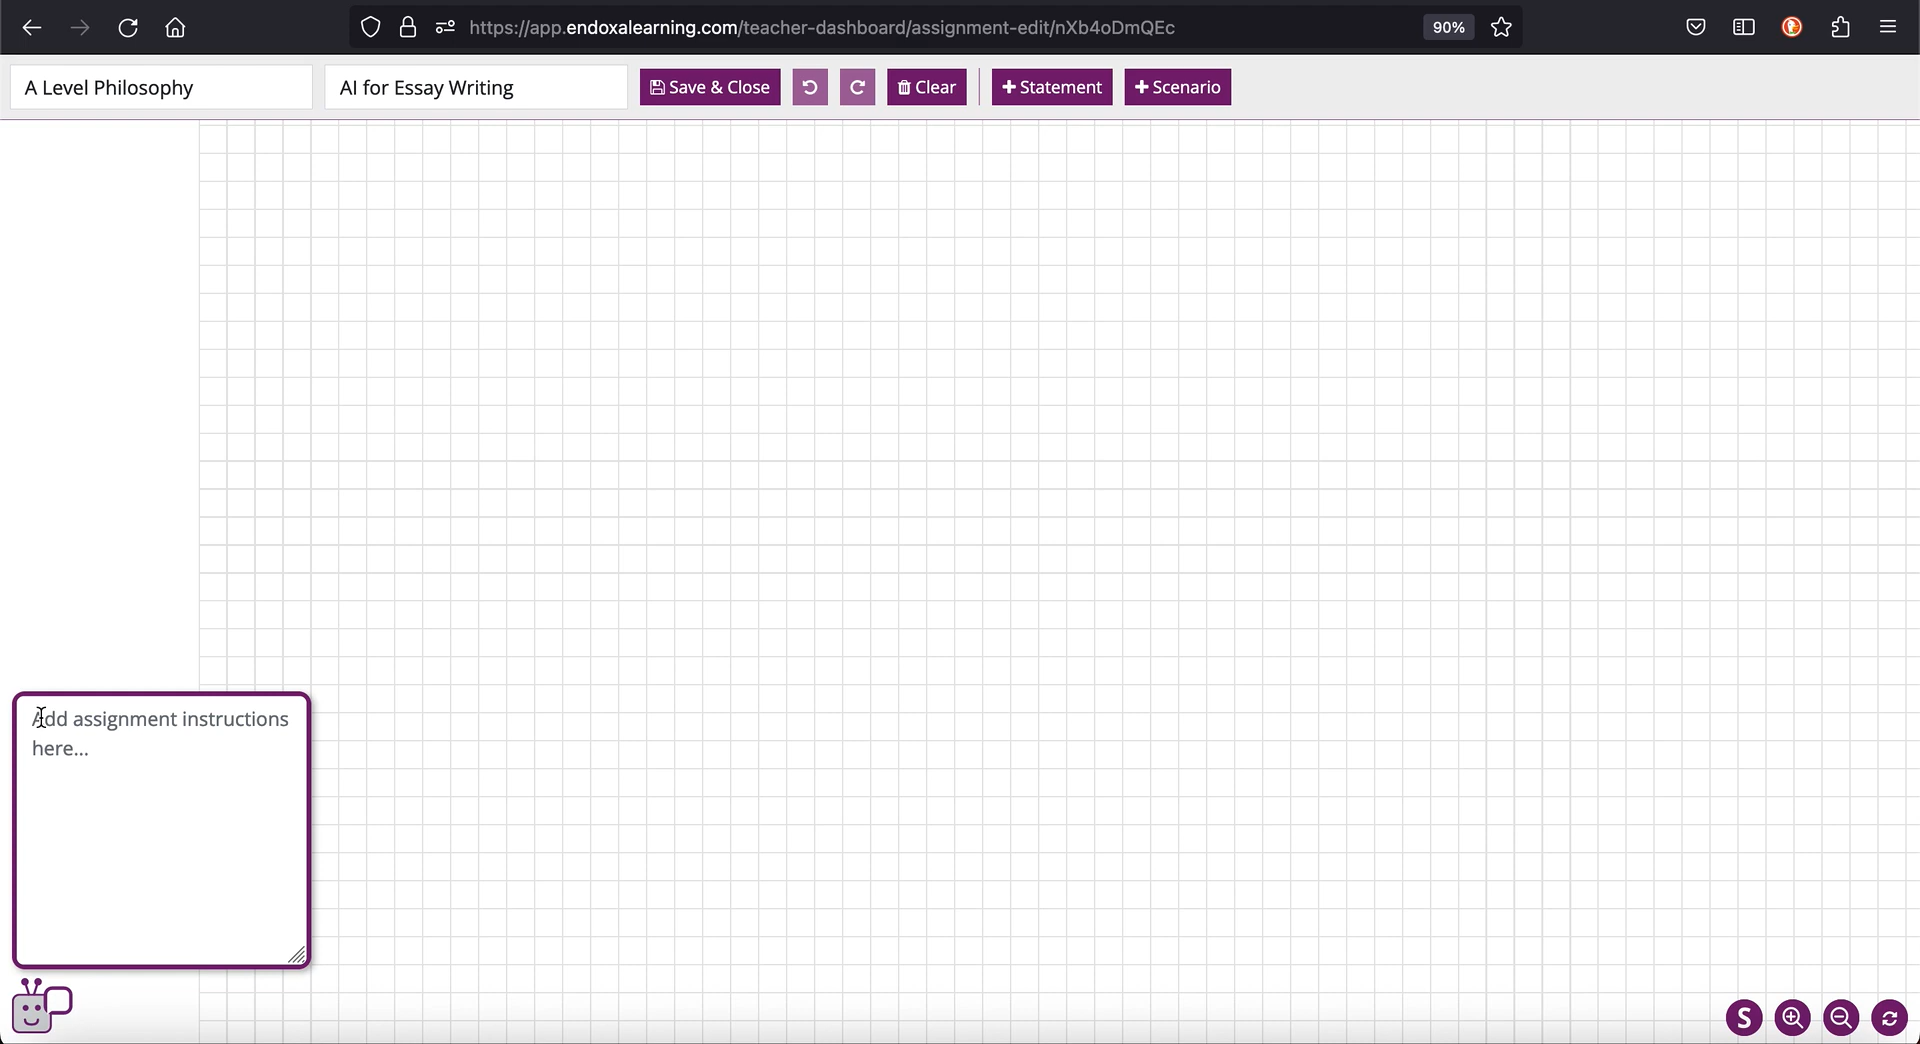 https://app.endoxalearning.com/teacher-dashboard/assignment-edit/nXb4oDmQEc
90%
A Level Philosophy
AI for Essay Writing
Save & Close
Clear
Statement
Scenario
Add assignment instructions
here...
S